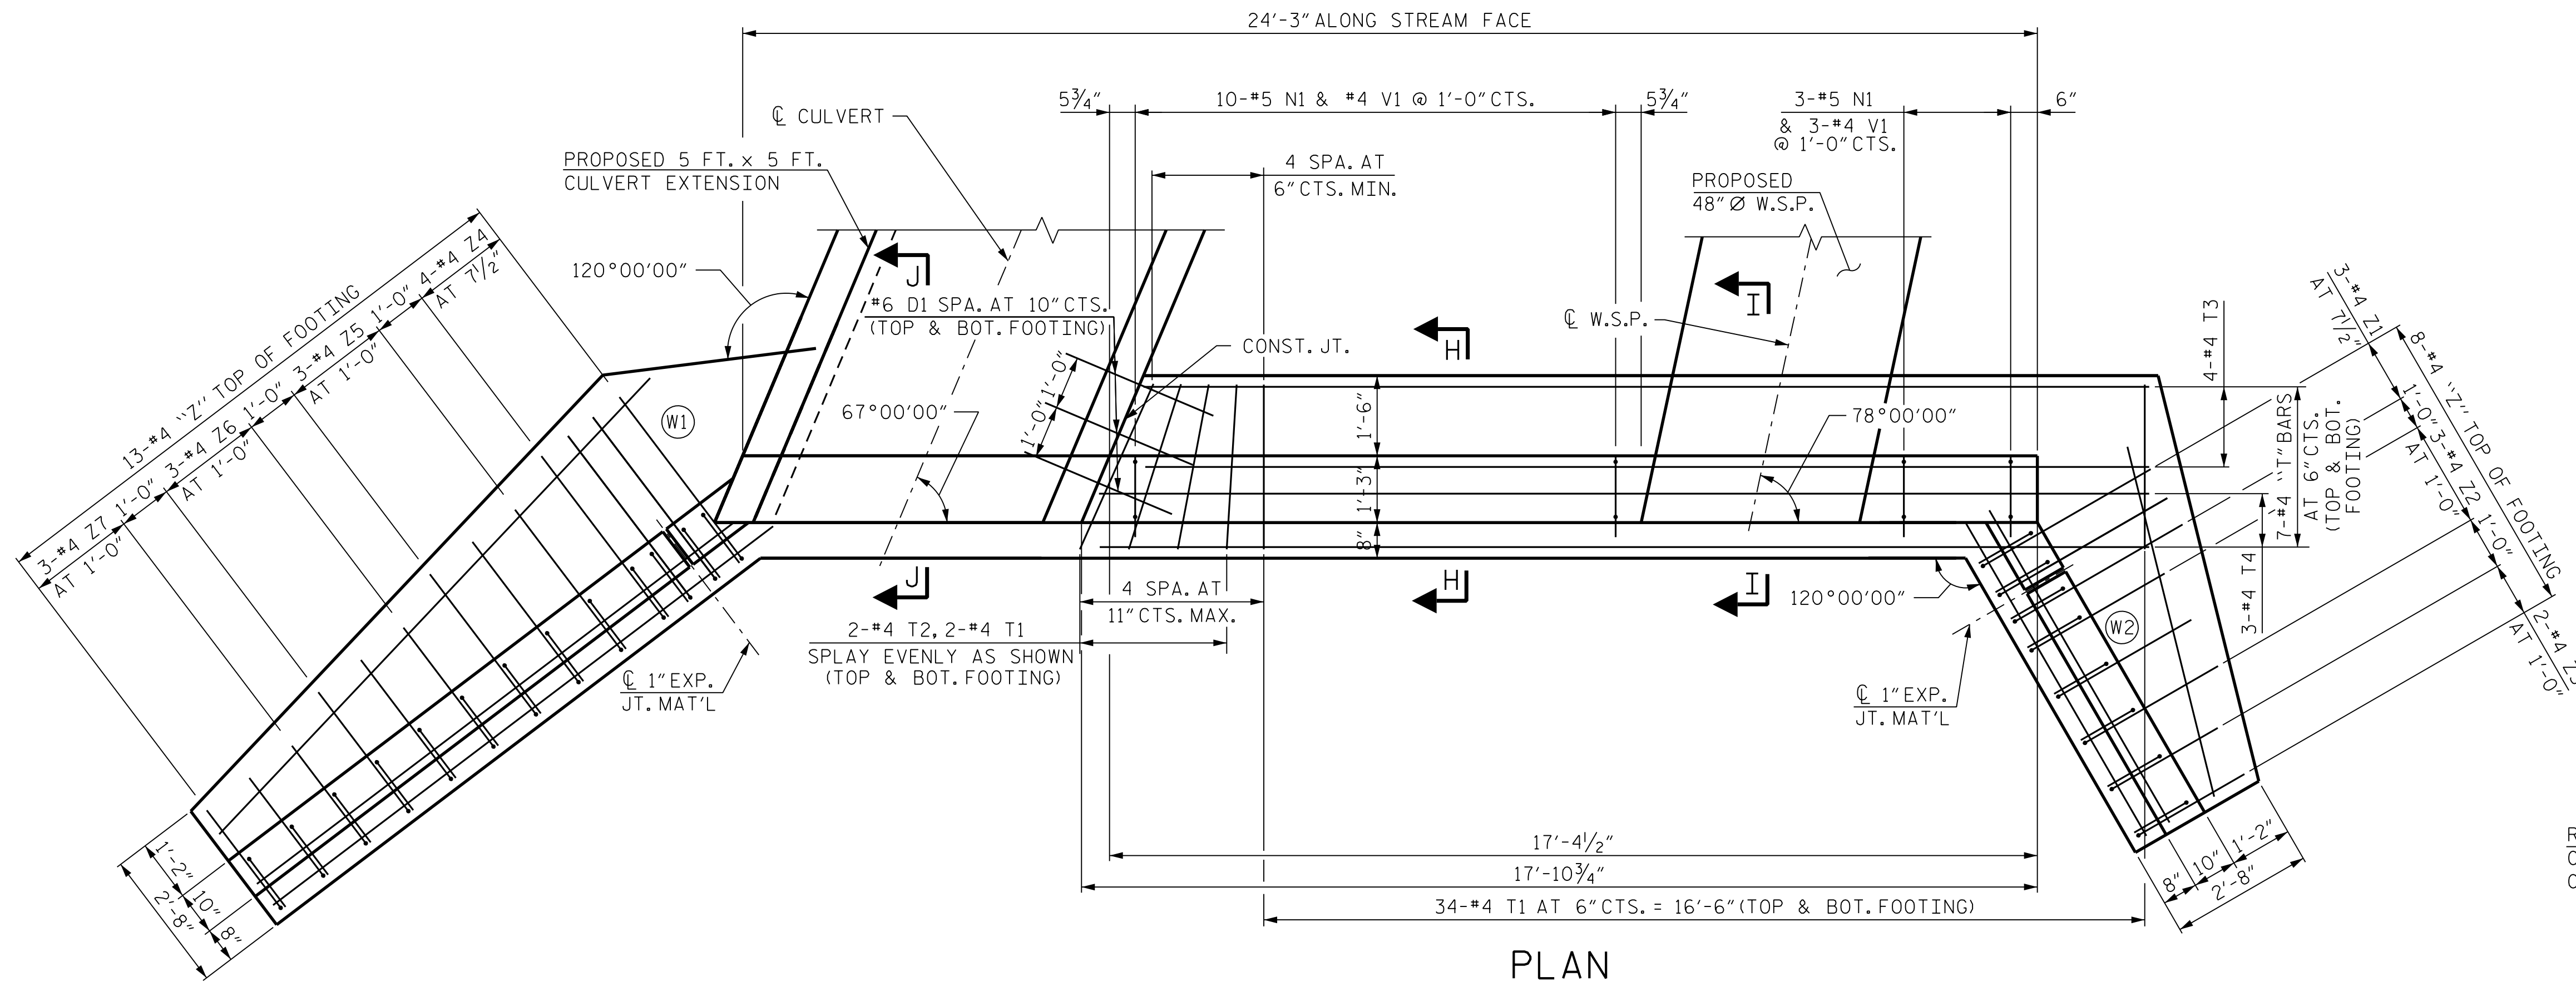 24'-3" ALONG STREAM FACE
5¾"
10-#5 N1 & #4 V1 @ 1'-0" CTS.
5¾"
3-#5 N1
& 3-#4 V1
@ 1'-0" CTS.
6"
℄ CULVERT
PROPOSED 5 FT. x 5 FT.
CULVERT EXTENSION
4 SPA. AT
6" CTS. MIN.
PROPOSED
48" Ø W.S.P.
120°00'00"
J
#6 D1 SPA. AT 10" CTS.
(TOP & BOT. FOOTING)
℄ W.S.P.
I
H
CONST. JT.
13-#4 "Z" TOP OF FOOTING
3-#4 Z7
AT 1'-0"
1'-0"
3-#4 Z6
AT 1'-0"
1'-0"
3-#4 Z5
AT 1'-0"
1'-0"
4-#4 Z4
AT 7½"
W1
67°00'00"
1'-0"
1'-0"
1'-6"
1'-3"
8"
78°00'00"
4-#4 T3
7-#4 "T" BARS
AT 6" CTS.
(TOP & BOT.
FOOTING)
3-#4 T4
3-#4 Z1
AT 7½"
1'-0"
3-#4 Z2
AT 1'-0"
1'-0"
2-#4 Z3
AT 1'-0"
8-#4 "Z" TOP OF FOOTING
J
H
I
4 SPA. AT
11" CTS. MAX.
120°00'00"
W2
2-#4 T2, 2-#4 T1
SPLAY EVENLY AS SHOWN
(TOP & BOT. FOOTING)
℄ 1" EXP.
JT. MAT'L
℄ 1" EXP.
JT. MAT'L
1'-2"
10"
8"
2'-8"
17'-4½"
17'-10¾"
34-#4 T1 AT 6" CTS. = 16'-6" (TOP & BOT. FOOTING)
8"
10"
1'-2"
2'-8"
PLAN